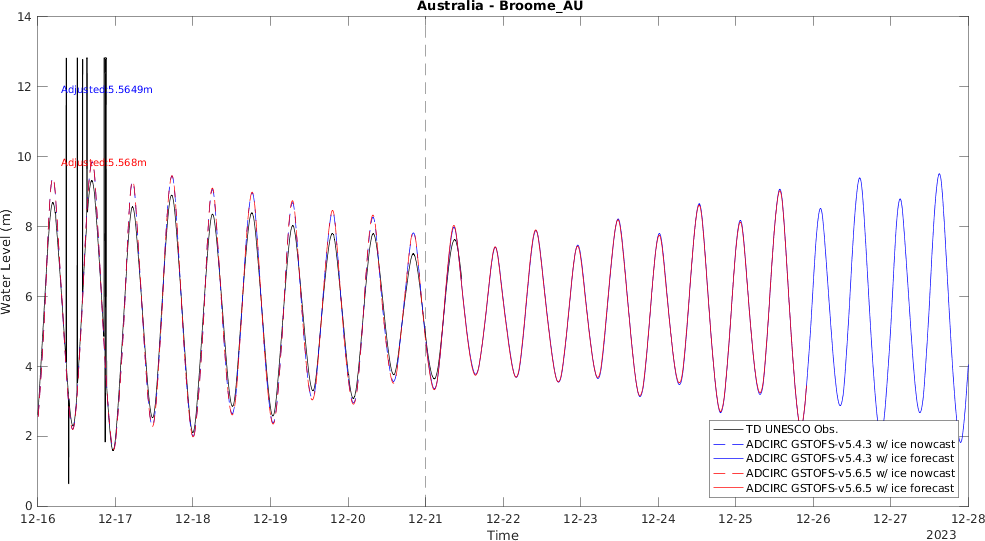 Australia - Broome_AU
14
12
10
8
6
4
2
0
Water Level (m)
Adjusted 5.5649m
Adjusted 5.568m
TD UNESCO Obs.
ADCIRC GSTOFS-v5.4.3 w/ ice nowcast
ADCIRC GSTOFS-v5.4.3 w/ ice forecast
ADCIRC GSTOFS-v5.6.5 w/ ice nowcast
ADCIRC GSTOFS-v5.6.5 w/ ice forecast
12-16 12-17 12-18 12-19 12-20 12-21 12-22 12-23 12-24 12-25 12-26 12-27 12-28
Time
2023